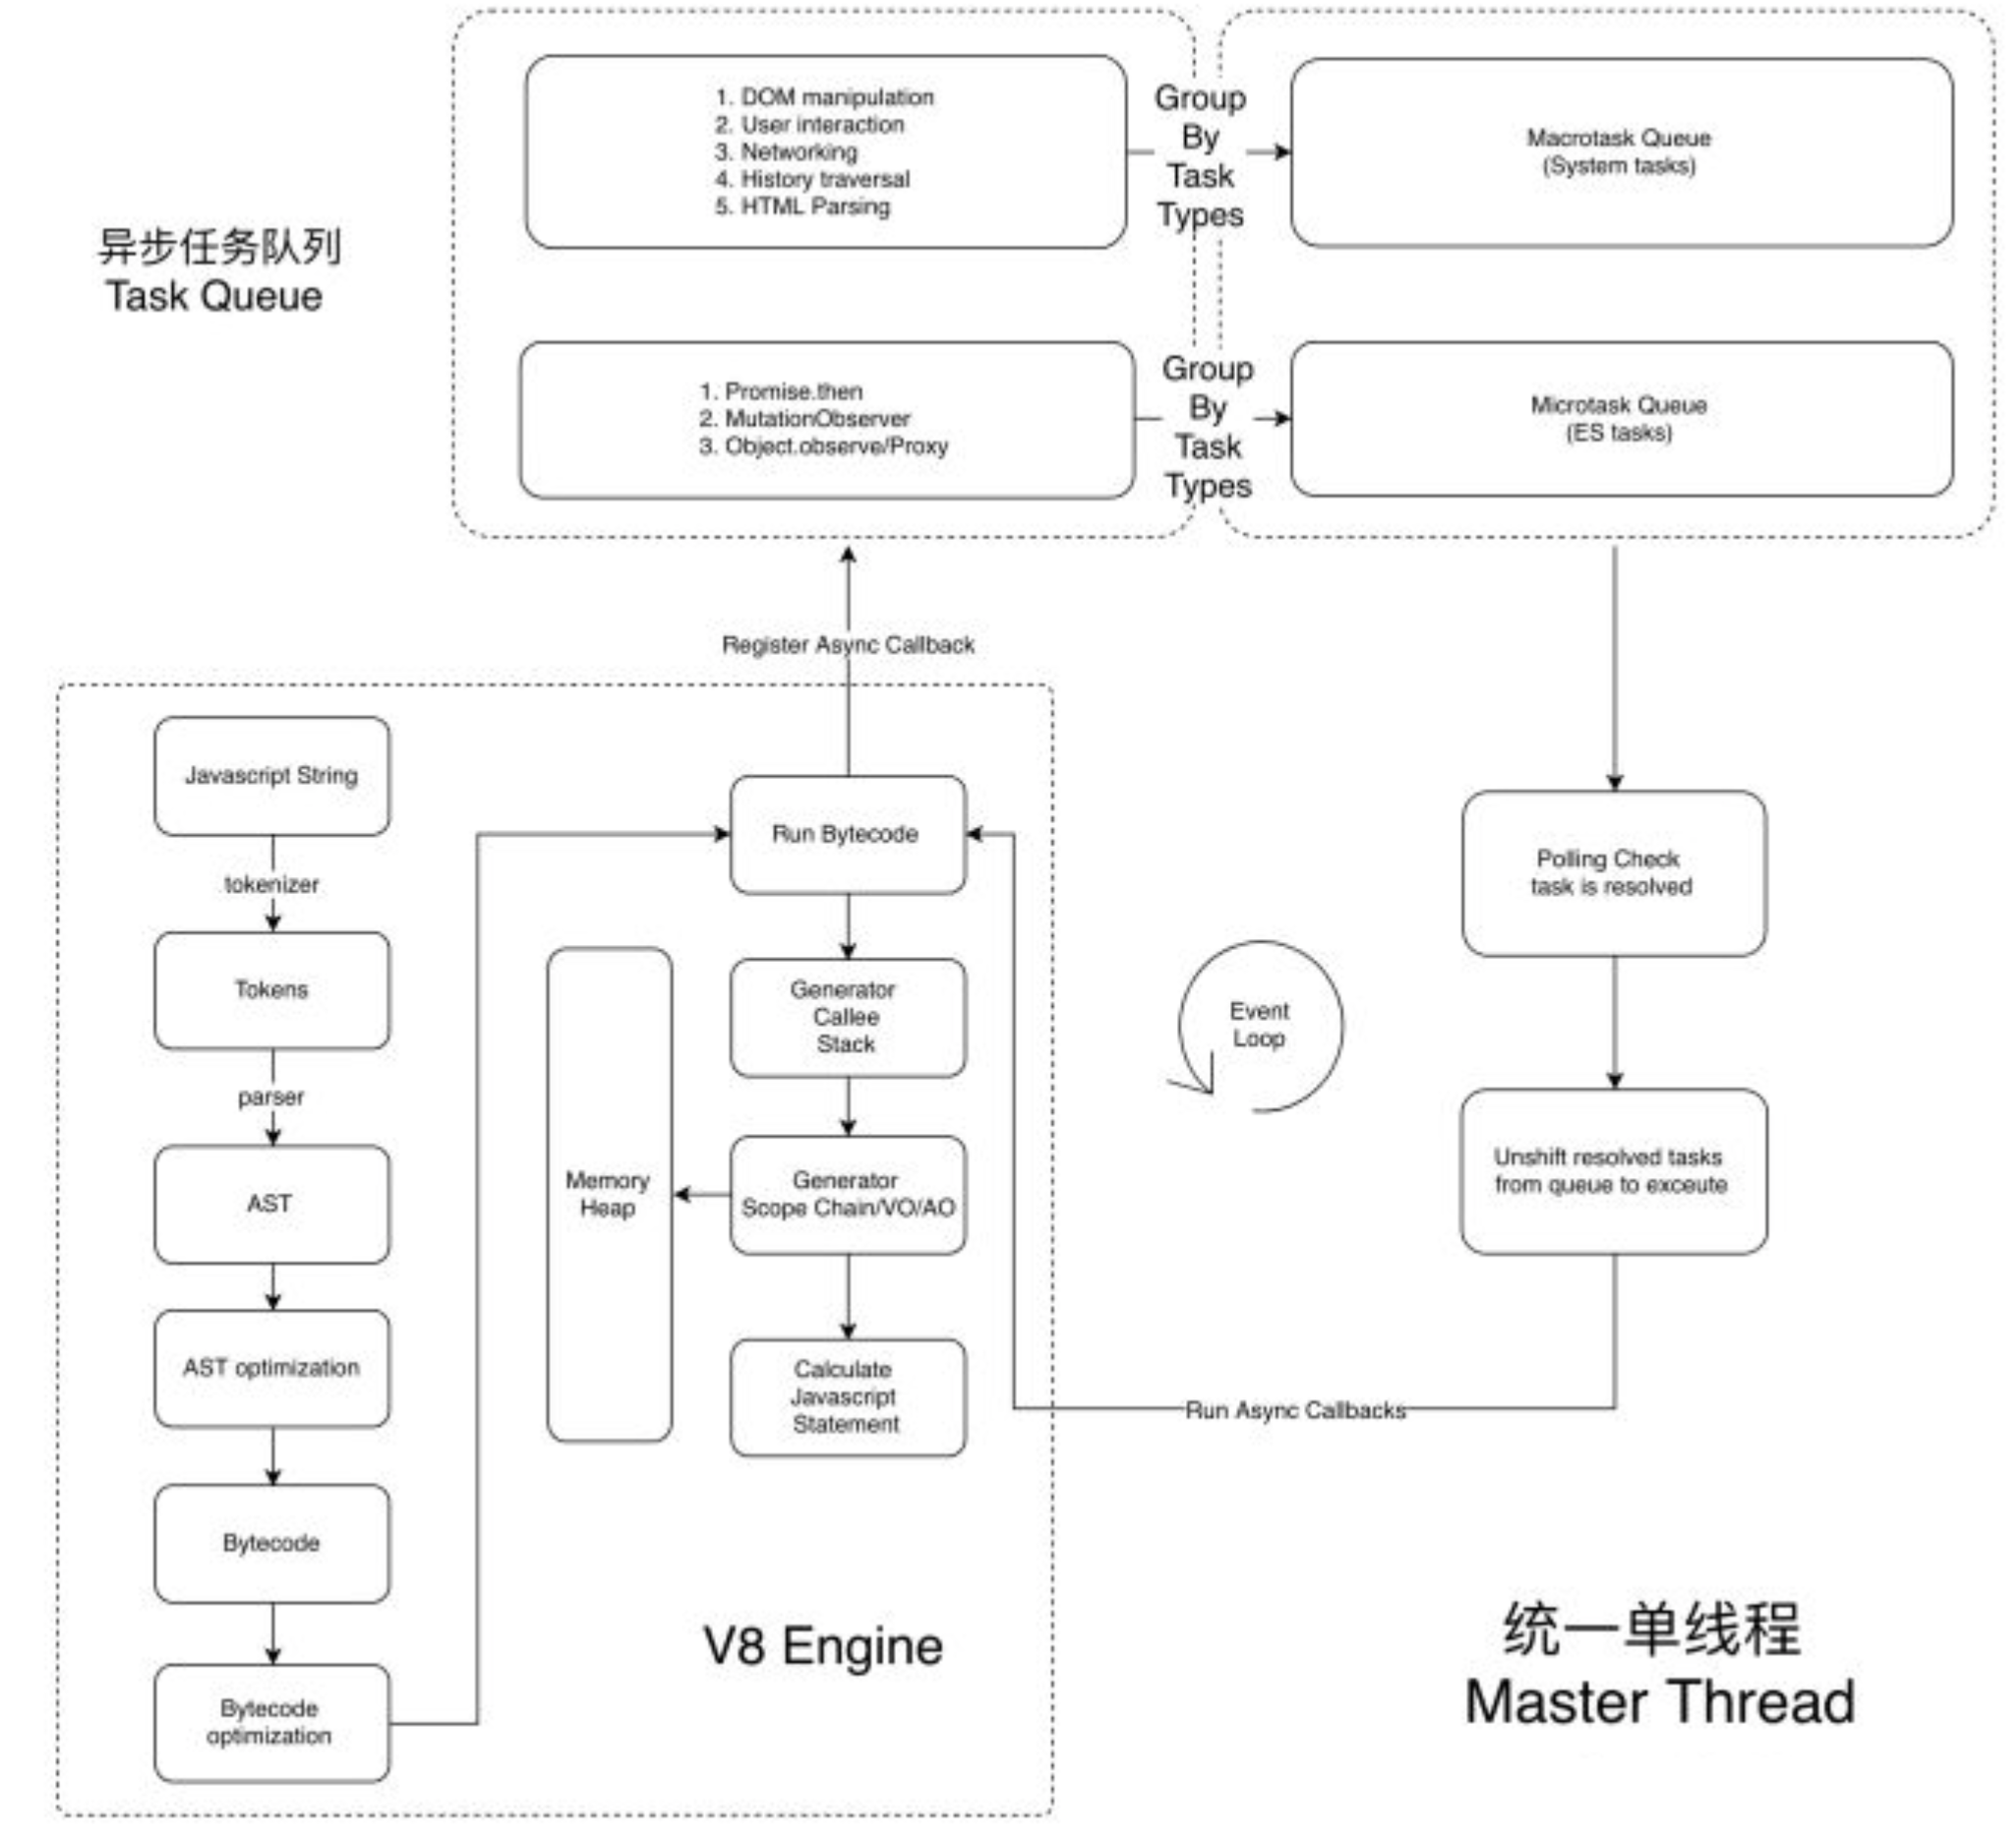 1. DOM manipulation
2. User interaction
3. Networking
4. History traversal
5. HTML Parsing
Group
By
Task
Types
Macrotask Queue
(System tasks)
异步任务队列
Task Queue
1. Promise.then
2. MutationObserver
3. Object.observe/Proxy
Group
By
Task
Types
Microtask Queue
(ES tasks)
Register Async Callback
Javascript String
tokenizer
Tokens
parser
AST
AST optimization
Bytecode
Bytecode
optimization
Run Bytecode
Generator
Callee
Stack
Memory
Heap
Generator
Scope Chain/VO/AO
Calculate
Javascript
Statement
V8 Engine
Event
Loop
Polling Check
task is resolved
Unshift resolved tasks
from queue to exceute
Run Async Callbacks
统一单线程
Master Thread